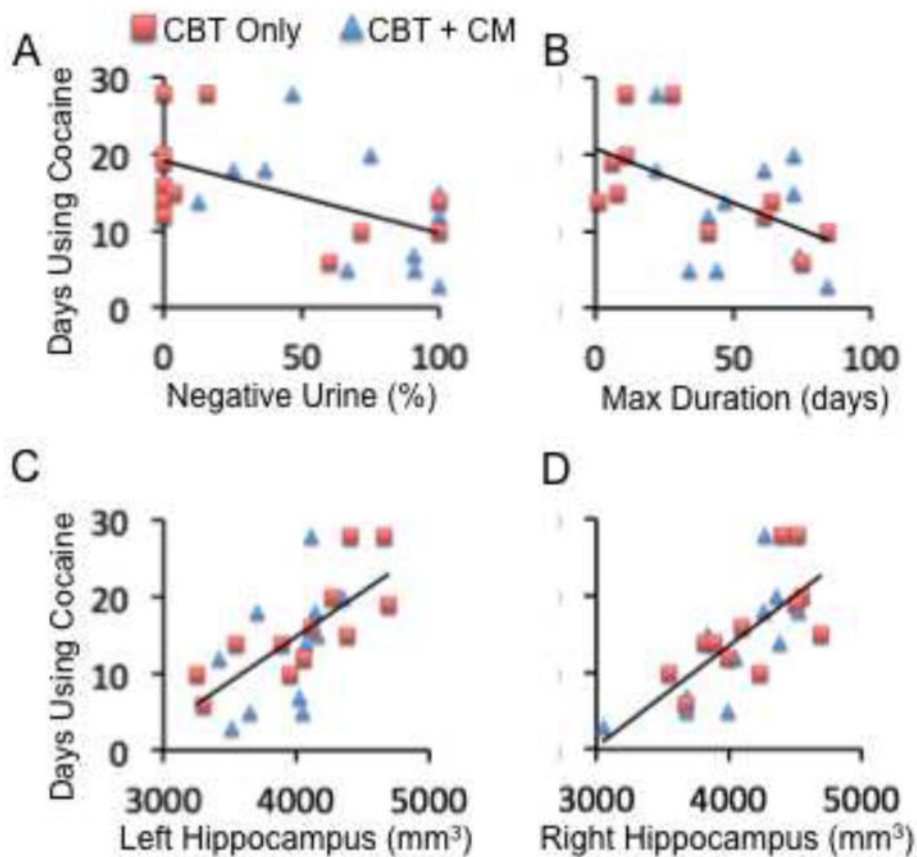 CBT Only CBT + CM
A
B
Days Using Cocaine
30
20
10
0
0 50 100
Negative Urine (%)
0 50 100
Max Duration (days)
C
D
Days Using Cocaine
30
20
10
0
3000 4000 5000
Left Hippocampus (mm³)
3000 4000 5000
Right Hippocampus (mm³)